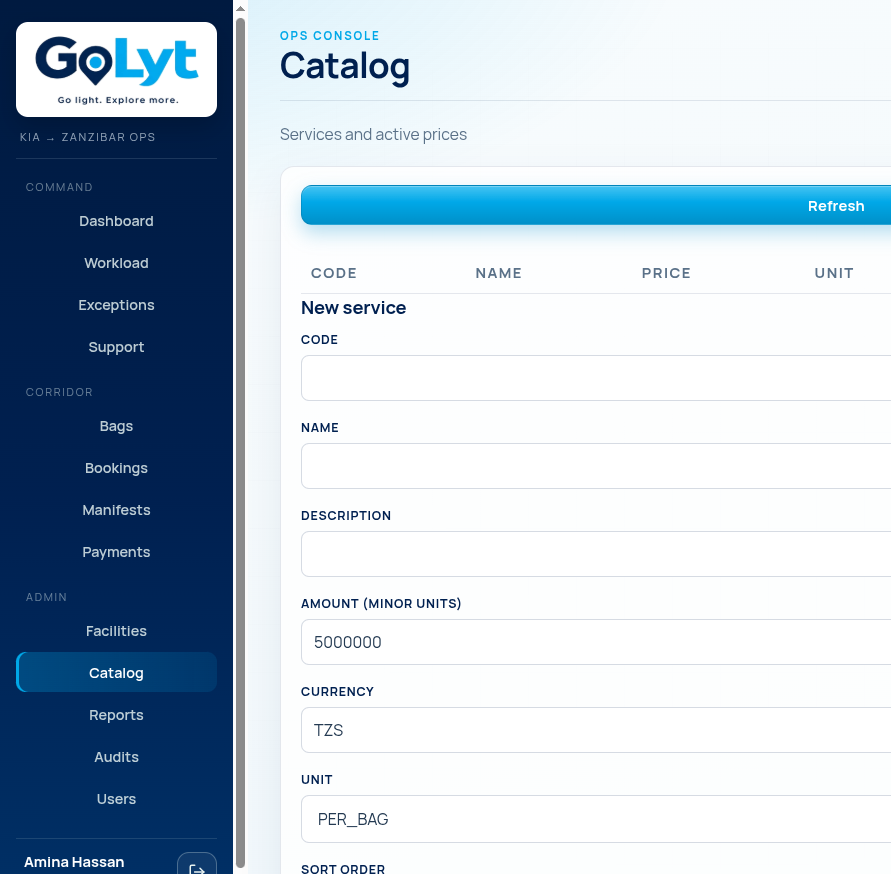 GoLyt
Go light. Explore more.
KIA → ZANZIBAR OPS
COMMAND
Dashboard
Workload
Exceptions
Support
CORRIDOR
Bags
Bookings
Manifests
Payments
ADMIN
Facilities
Catalog
Reports
Audits
Users
Amina Hassan
OPS CONSOLE
Catalog
Services and active prices
Refresh
CODE NAME PRICE UNIT
New service
CODE
NAME
DESCRIPTION
AMOUNT (MINOR UNITS)
5000000
CURRENCY
TZS
UNIT
PER_BAG
SORT ORDER